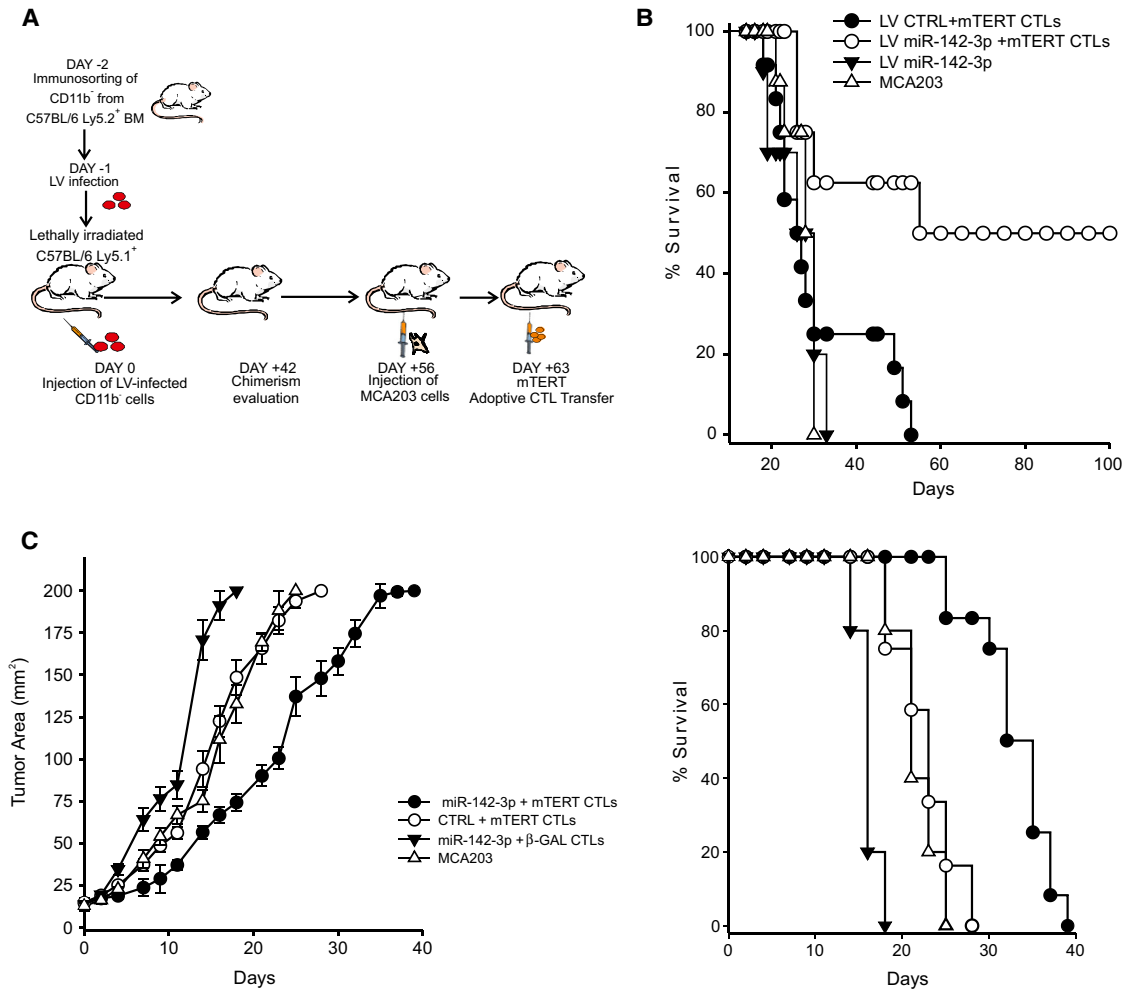 A
DAY -2
Immunosorting of
CD11b⁻ from
C57BL/6 Ly5.2⁺ BM
DAY -1
LV infection
Lethally irradiated
C57BL/6 Ly5.1⁺
DAY 0
Injection of LV-infected
CD11b⁻ cells
DAY +42
Chimerism
evaluation
DAY +56
Injection of
MCA203 cells
DAY +63
mTERT
Adoptive CTL Transfer
B
LV CTRL+mTERT CTLs
LV miR-142-3p +mTERT CTLs
LV miR-142-3p
MCA203
% Survival
100
80
60
40
20
0
20 40 60 80 100
Days
C
Tumor Area (mm²)
200
175
150
125
100
75
50
25
0
0 10 20 30 40
Days
miR-142-3p + mTERT CTLs
CTRL + mTERT CTLs
miR-142-3p +β-GAL CTLs
MCA203
% Survival
100
80
60
40
20
0
0 10 20 30 40
Days